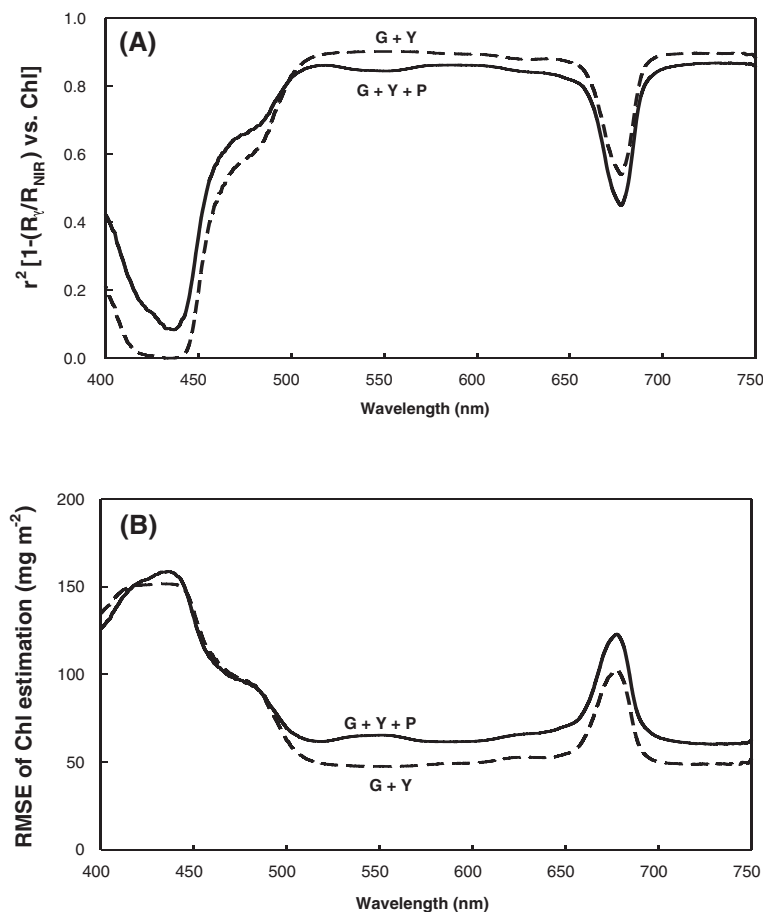 (A)
G + Y
G + Y + P
r² [1-(Rγ/RNIR) vs. Chl]
1.0
0.8
0.6
0.4
0.2
0.0
400 450 500 550 600 650 700 750
Wavelength (nm)
(B)
G + Y + P
G + Y
RMSE of Chl estimation (mg m⁻²)
200
150
100
50
0
400 450 500 550 600 650 700 750
Wavelength (nm)